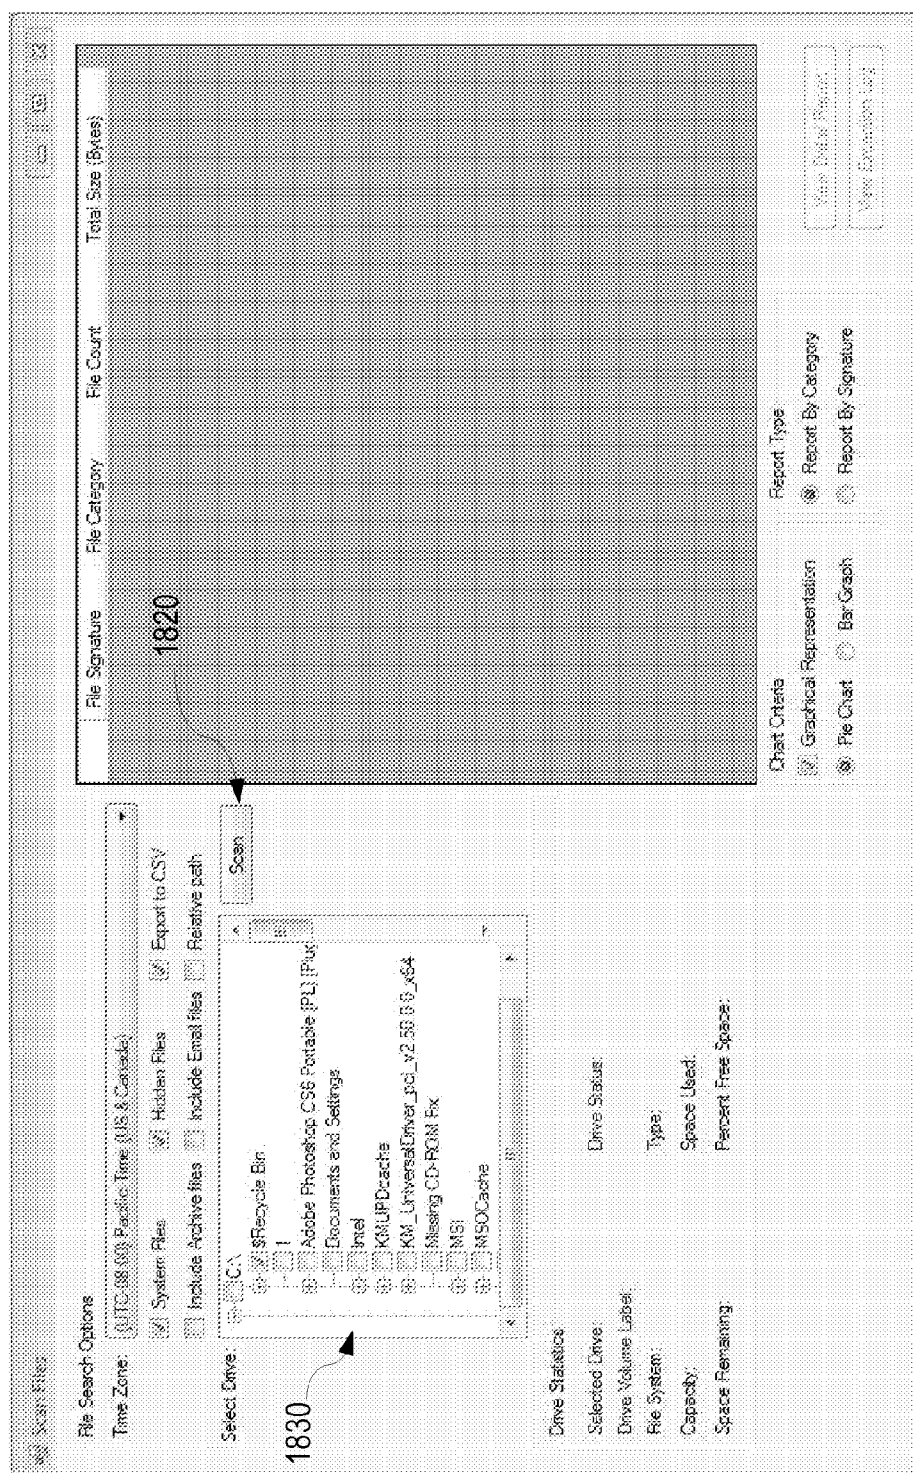 Scan Files
File Search Options
Time Zone: (UTC-08:00) Pacific Time (US & Canada)
System Files Hidden Files Export to CSV
Include Archive files Include Email files Relative path
Select Drive:
C:\
$Recycle Bin
1
Adobe Photoshop CS6 Portable [PL] [Plug
Documents and Settings
Intel
KMUPDcache
KM_UniversalDriver_pcl_v2.50.0.0_x64
Missing CD-ROM Fix
MSI
MSOCache
Scan
1820
1830
Drive Statistics
Selected Drive: Drive Status:
Drive Volume Label:
File System: Type:
Capacity: Space Used:
Space Remaining: Percent Free Space:
File Signature File Category File Count Total Size (Bytes)
Chart Criteria
Graphical Representation
Pie Chart Bar Graph
Report Type
Report By Category
Report By Signature
View Detail Report
View Extension Log